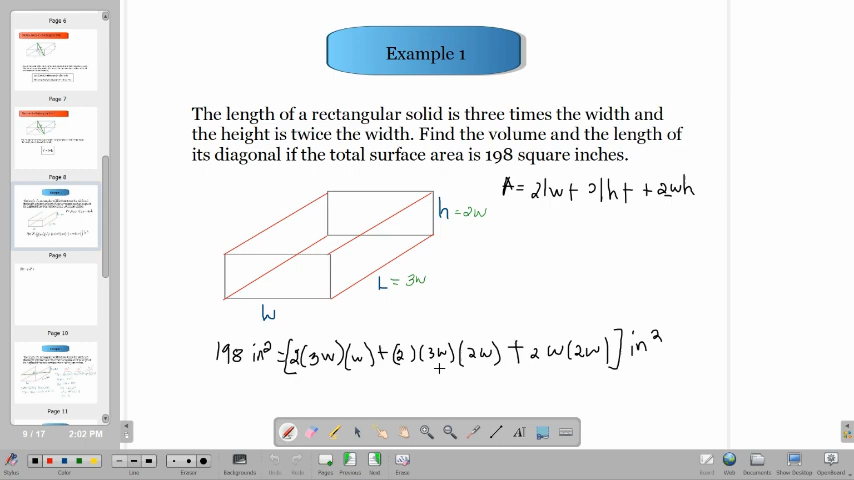 Page 6
Page 7
Page 8
Page 9
Page 10
Page 11
9 / 17 2:02 PM
Example 1
The length of a rectangular solid is three times the width and
the height is twice the width. Find the volume and the length of
its diagonal if the total surface area is 198 square inches.
A = 2lw + 2lh + + 2wh
h = 2w
L = 3w
w
198 in² = [2(3w)(w) + (2)(3w)(2w) + 2w(2w)] in²
Stylus Color Line Eraser Backgrounds Undo Redo Pages Previous Next Erase Board Web Documents Show Desktop OpenBoard